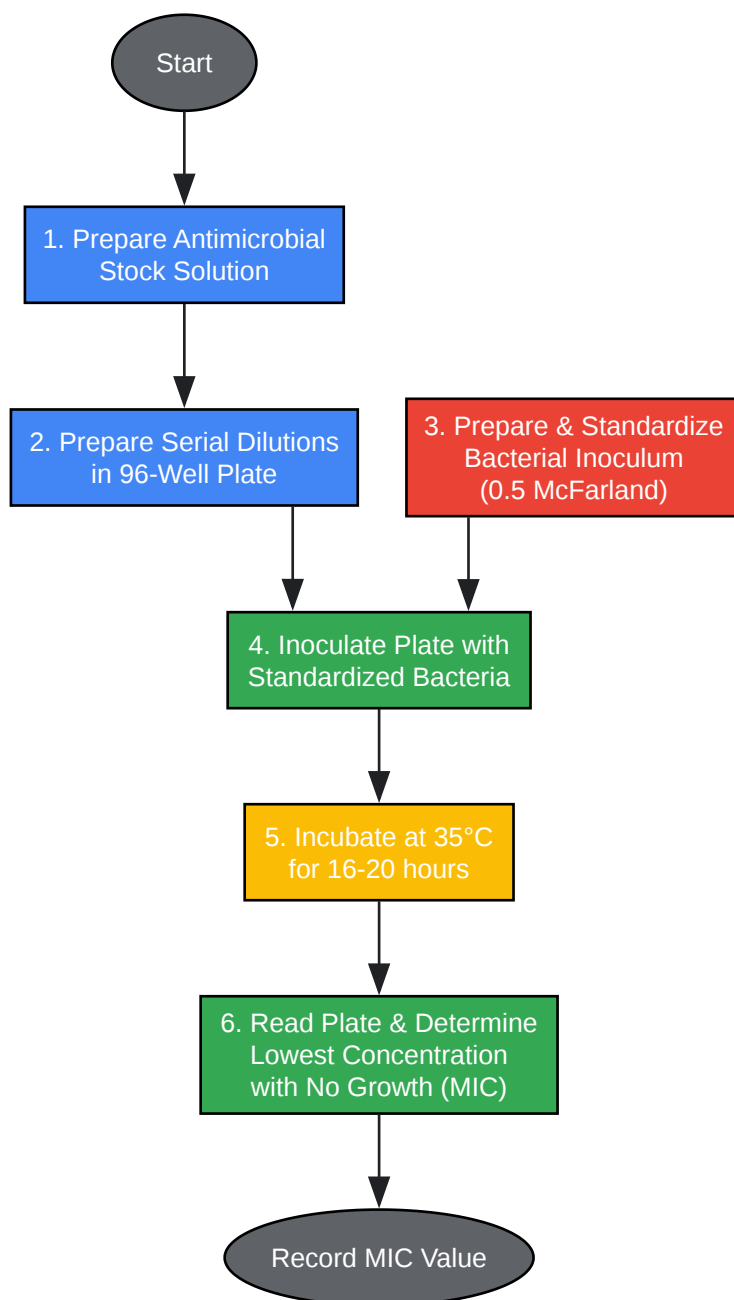 Start
1. Prepare Antimicrobial
Stock Solution
2. Prepare Serial Dilutions
in 96-Well Plate
3. Prepare & Standardize
Bacterial Inoculum
(0.5 McFarland)
4. Inoculate Plate with
Standardized Bacteria
5. Incubate at 35°C
for 16-20 hours
6. Read Plate & Determine
Lowest Concentration
with No Growth (MIC)
Record MIC Value